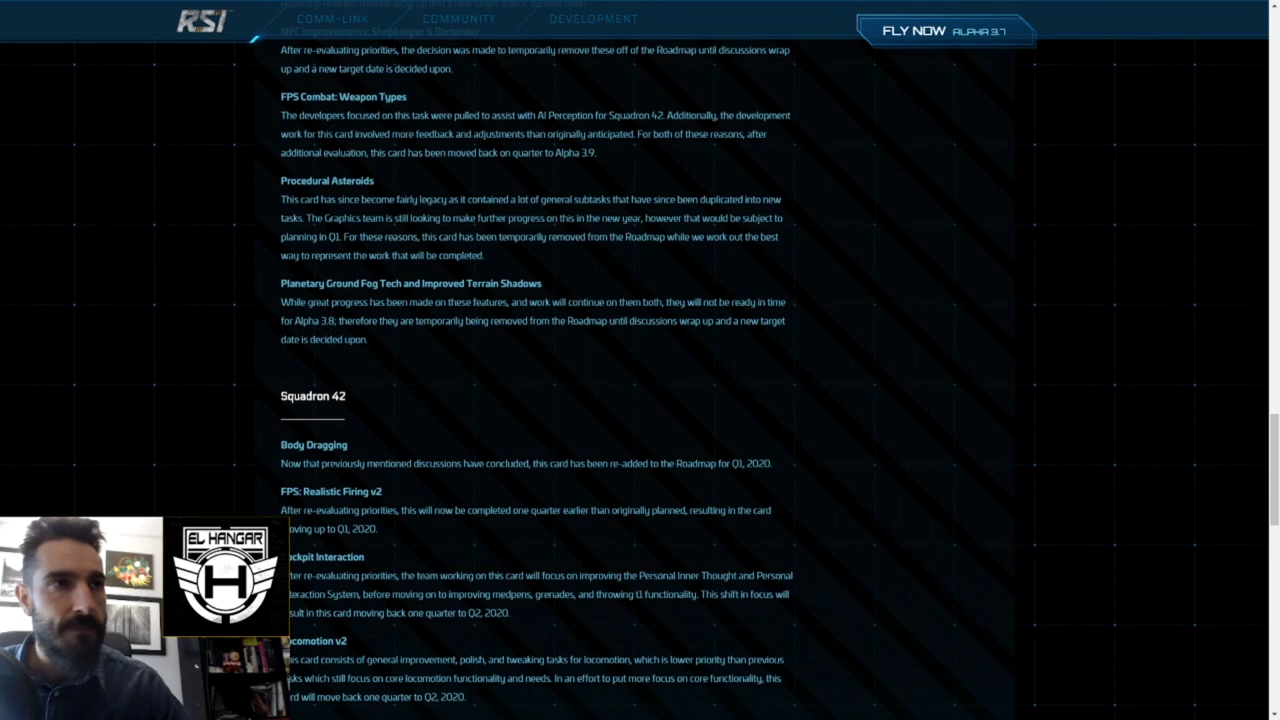 RSI
COMM-LINK
COMMUNITY
DEVELOPMENT
FLY NOW ALPHA 3.7
Roadmap until discussions wrap up and a new target date is decided upon.
NPC Improvements: Shopkeeper & Bartender
After re-evaluating priorities, the decision was made to temporarily remove these off of the Roadmap until discussions wrap
up and a new target date is decided upon.
FPS Combat: Weapon Types
The developers focused on this task were pulled to assist with AI Perception for Squadron 42. Additionally, the development
work for this card involved more feedback and adjustments than originally anticipated. For both of these reasons, after
additional evaluation, this card has been moved back on quarter to Alpha 3.9.
Procedural Asteroids
This card has since become fairly legacy as it contained a lot of general subtasks that have since been duplicated into new
tasks. The Graphics team is still looking to make further progress on this in the new year, however that would be subject to
planning in Q1. For these reasons, this card has been temporarily removed from the Roadmap while we work out the best
way to represent the work that will be completed.
Planetary Ground Fog Tech and Improved Terrain Shadows
While great progress has been made on these features, and work will continue on them both, they will not be ready in time
for Alpha 3.8; therefore they are temporarily being removed from the Roadmap until discussions wrap up and a new target
date is decided upon.
Squadron 42
Body Dragging
Now that previously mentioned discussions have concluded, this card has been re-added to the Roadmap for Q1, 2020.
FPS: Realistic Firing v2
After re-evaluating priorities, this will now be completed one quarter earlier than originally planned, resulting in the card
oving up to Q1, 2020.
ockpit Interaction
ter re-evaluating priorities, the team working on this card will focus on improving the Personal Inner Thought and Personal
teraction System, before moving on to improving medpens, grenades, and throwing t1 functionality. This shift in focus will
sult in this card moving back one quarter to Q2, 2020.
comotion v2
is card consists of general improvement, polish, and tweaking tasks for locomotion, which is lower priority than previous
sks which still focus on core locomotion functionality and needs. In an effort to put more focus on core functionality, this
rd will move back one quarter to Q2, 2020.
EL HANGAR
H